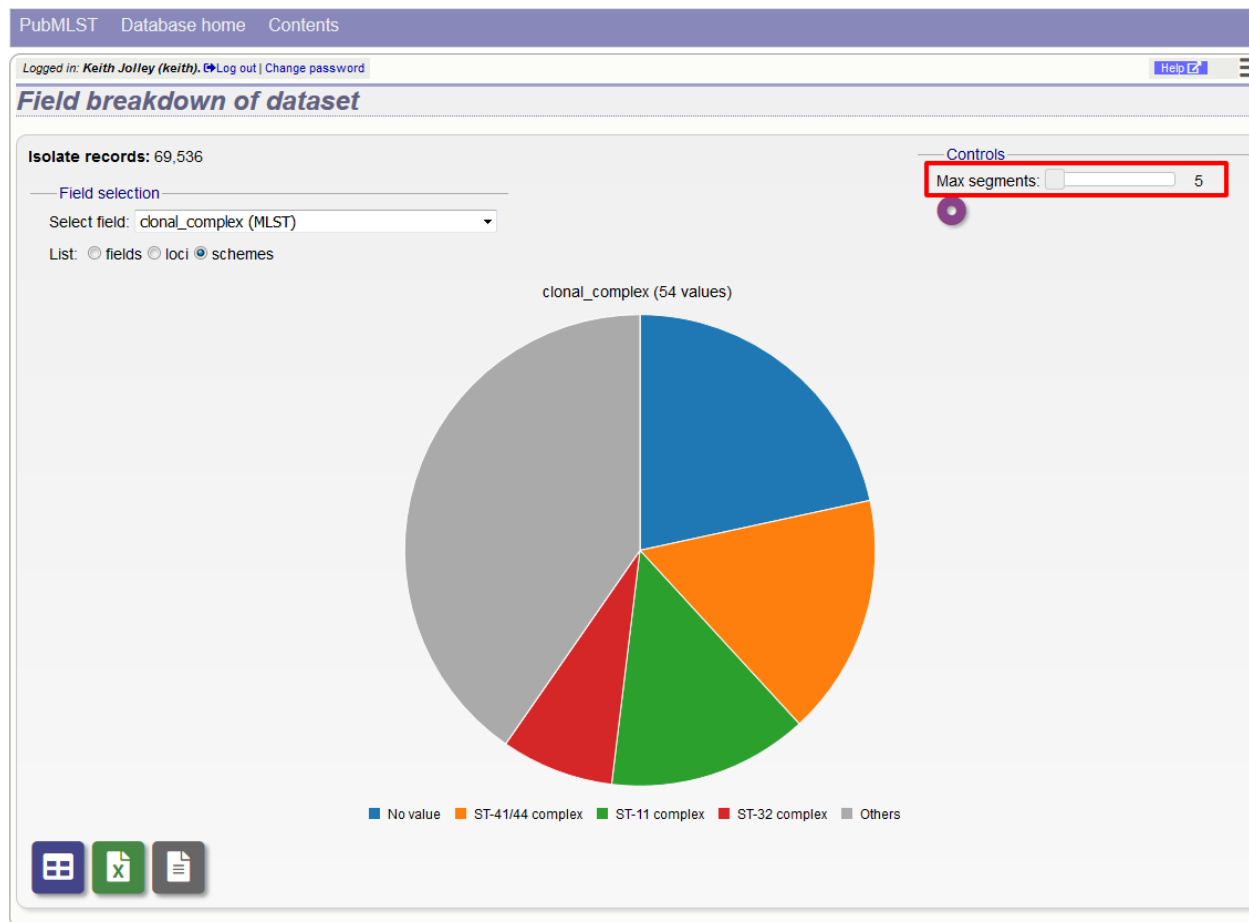 PubMLST Database home Contents
Logged in: Keith Jolley (keith). Log out | Change password
Help
Field breakdown of dataset
Isolate records: 69,536
Controls
Max segments: 5
Field selection
Select field: clonal_complex (MLST)
List: fields loci schemes
clonal_complex (54 values)
No value ST-41/44 complex ST-11 complex ST-32 complex Others
X